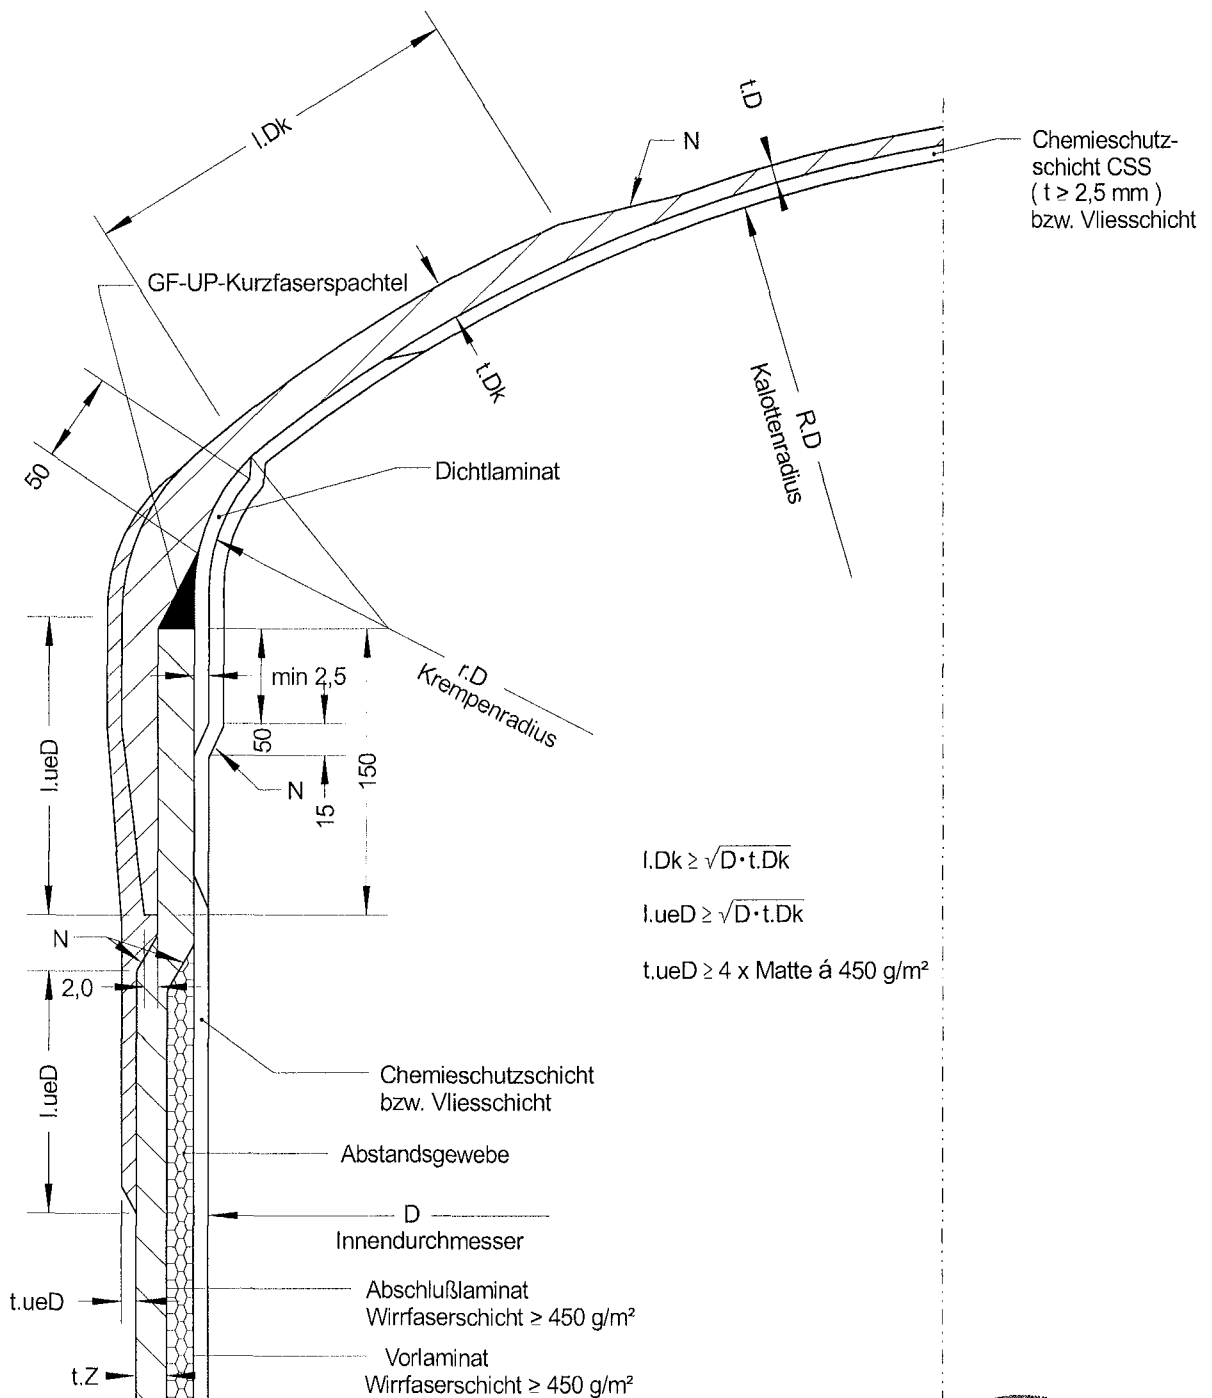 l.Dk
t.D
N
Chemieschutz-
schicht CSS
( t ≥ 2,5 mm )
bzw. Vliesschicht
GF-UP-Kurzfaserspachtel
t.Dk
R.D
Kalottenradius
50
Dichtlaminat
min 2,5
r.D
Krempenradius
50
150
l.ueD
N
15
l.Dk ≥ √D·t.Dk
l.ueD ≥ √D·t.Dk
t.ueD ≥ 4 x Matte á 450 g/m²
N
2,0
l.ueD
Chemieschutzschicht
bzw. Vliesschicht
Abstandsgewebe
D
Innendurchmesser
Abschlußlaminat
Wirrfaserschicht ≥ 450 g/m²
t.ueD
Vorlaminat
Wirrfaserschicht ≥ 450 g/m²
t.Z